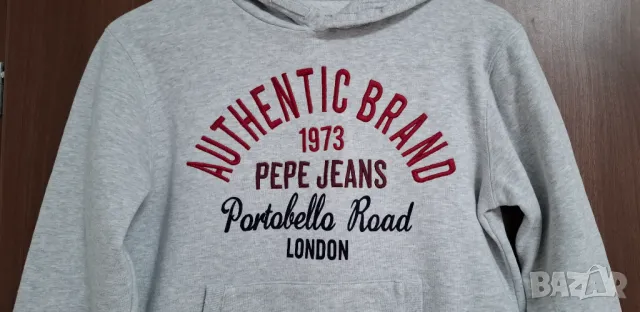 AUTHENTIC BRAND
1973
PEPE JEANS
Portobello Road
LONDON
BAZAR